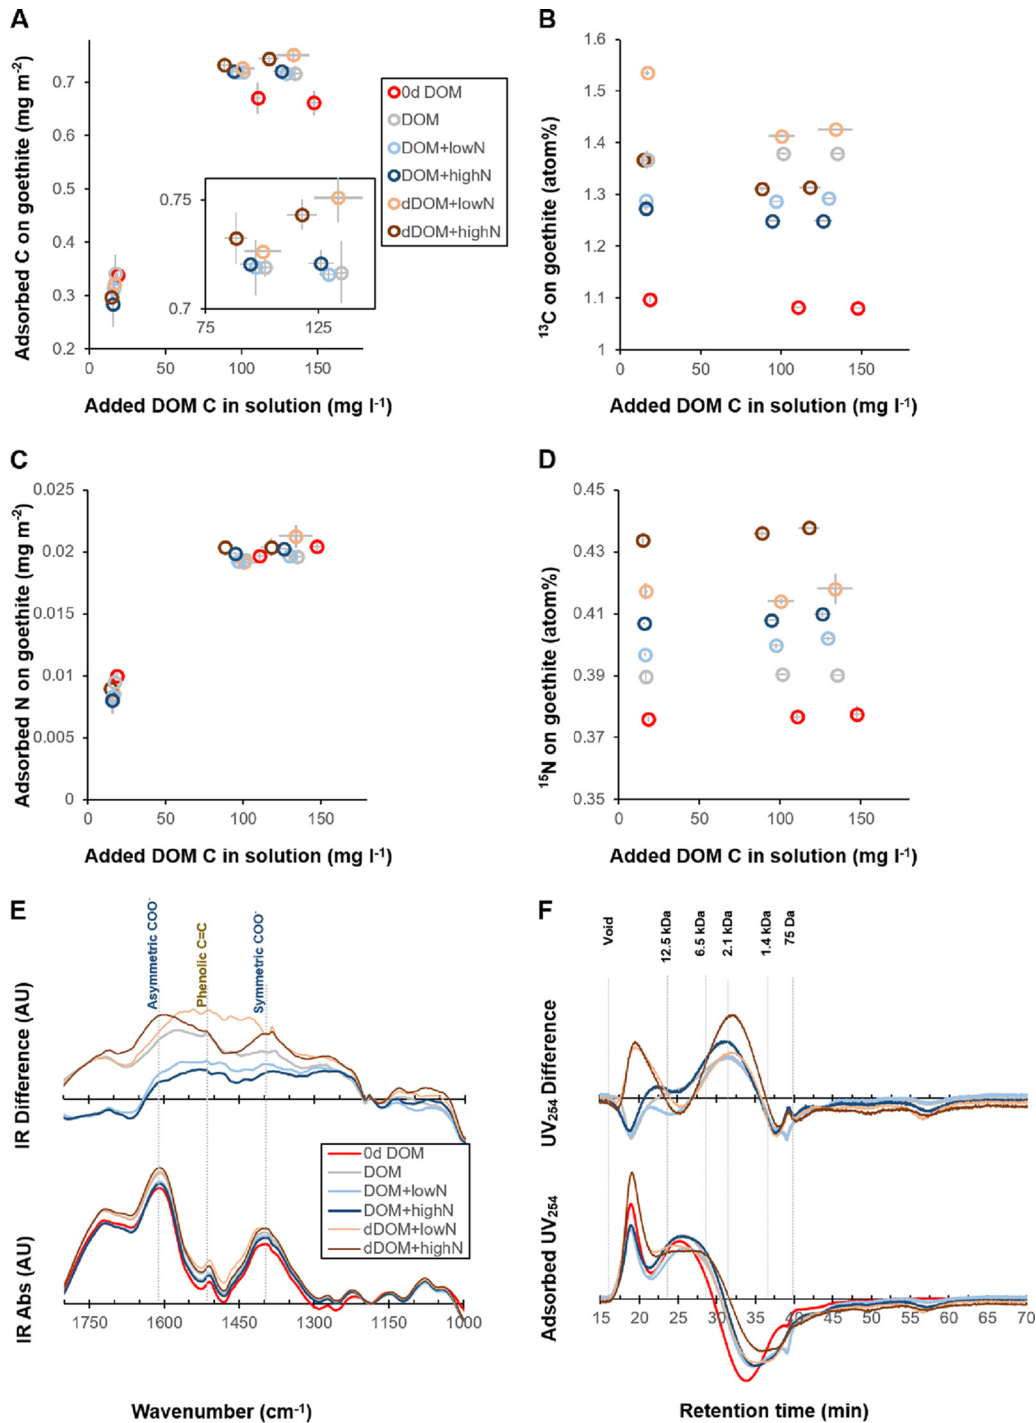 A
Adsorbed C on goethite (mg m-2)
0.7
0.6
0.5
0.4
0.3
0.2
0
50
100
150
Added DOM C in solution (mg l-1)
0.75
0.7
75
125
0d DOM
DOM
DOM+lowN
DOM+highN
dDOM+lowN
dDOM+highN
B
13C on goethite (atom%)
1.6
1.5
1.4
1.3
1.2
1.1
1
0
50
100
150
Added DOM C in solution (mg l-1)
C
Adsorbed N on goethite (mg m-2)
0.025
0.02
0.015
0.01
0.005
0
0
50
100
150
Added DOM C in solution (mg l-1)
D
15N on goethite (atom%)
0.45
0.43
0.41
0.39
0.37
0.35
0
50
100
150
Added DOM C in solution (mg l-1)
E
Asymmetric COO-
Phenolic C=C
Symmetric COO-
IR Difference (AU)
IR Abs (AU)
0d DOM
DOM
DOM+lowN
DOM+highN
dDOM+lowN
dDOM+highN
1750
1600
1450
1300
1150
1000
Wavenumber (cm-1)
F
Void
12.5 kDa
6.5 kDa
2.1 kDa
1.4 kDa
75 Da
UV254 Difference
Adsorbed UV254
15 20 25 30 35 40 45 50 55 60 65 70
Retention time (min)